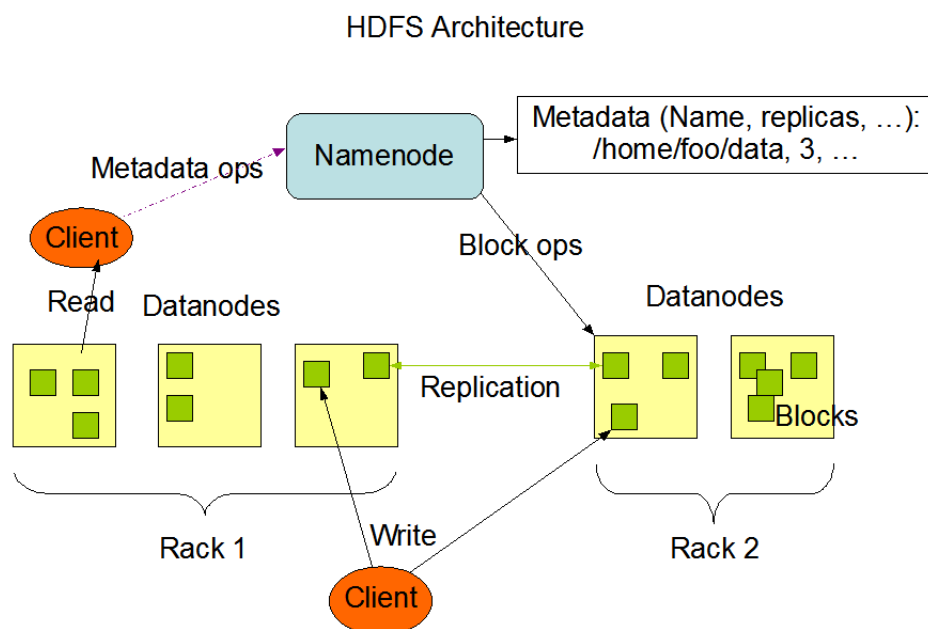 HDFS Architecture
Metadata (Name, replicas, …):
/home/foo/data, 3, …
Namenode
Metadata ops
Client
Block ops
Read
Datanodes
Datanodes
Replication
Blocks
Write
Rack 1
Rack 2
Client